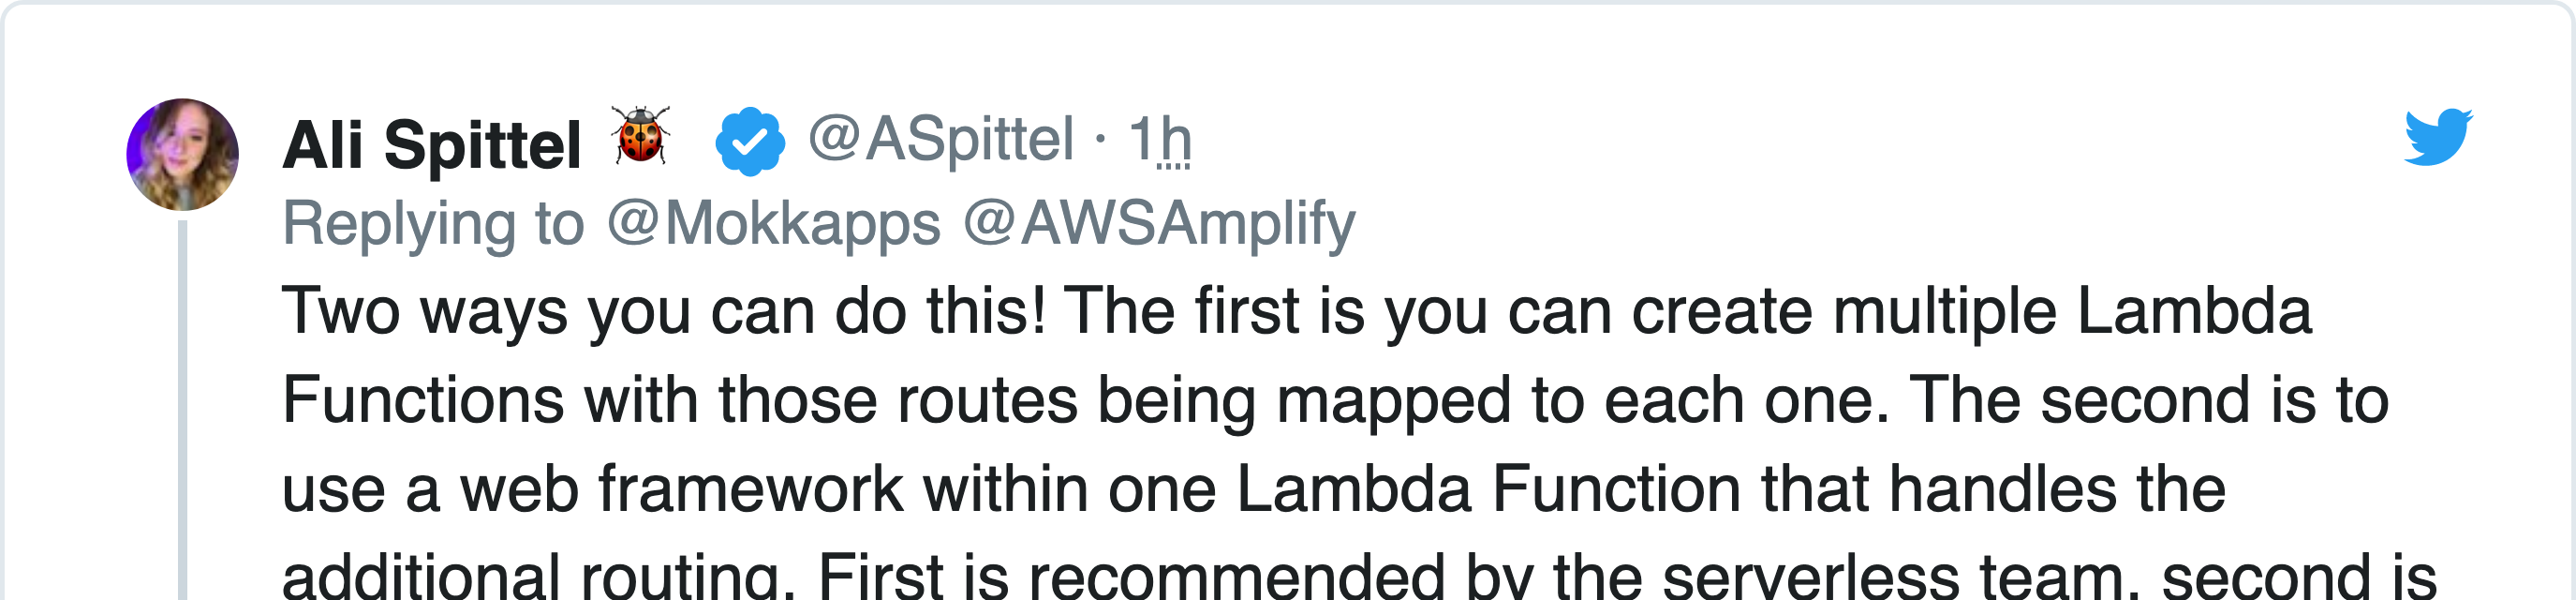 Ali Spittel 🐞 @ASpittel · 1h
Replying to @Mokkapps @AWSAmplify
Two ways you can do this! The first is you can create multiple Lambda
Functions with those routes being mapped to each one. The second is to
use a web framework within one Lambda Function that handles the
additional routing. First is recommended by the serverless team, second is